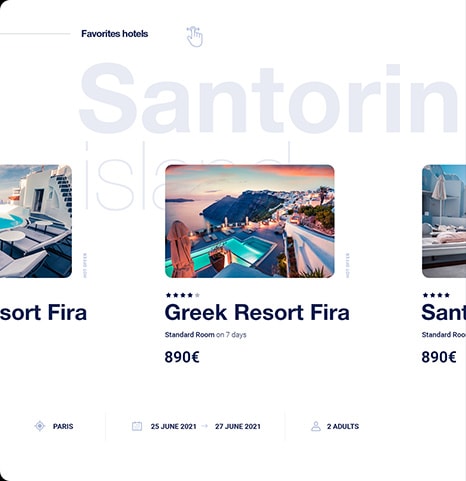 Favorites hotels
Santorin
island
HOT OFFER
HOT OFFER
sort Fira
Greek Resort Fira
Sant
Standard Room on 7 days
Standard Roo
890€
890€
PARIS
25 JUNE 2021 → 27 JUNE 2021
2 ADULTS